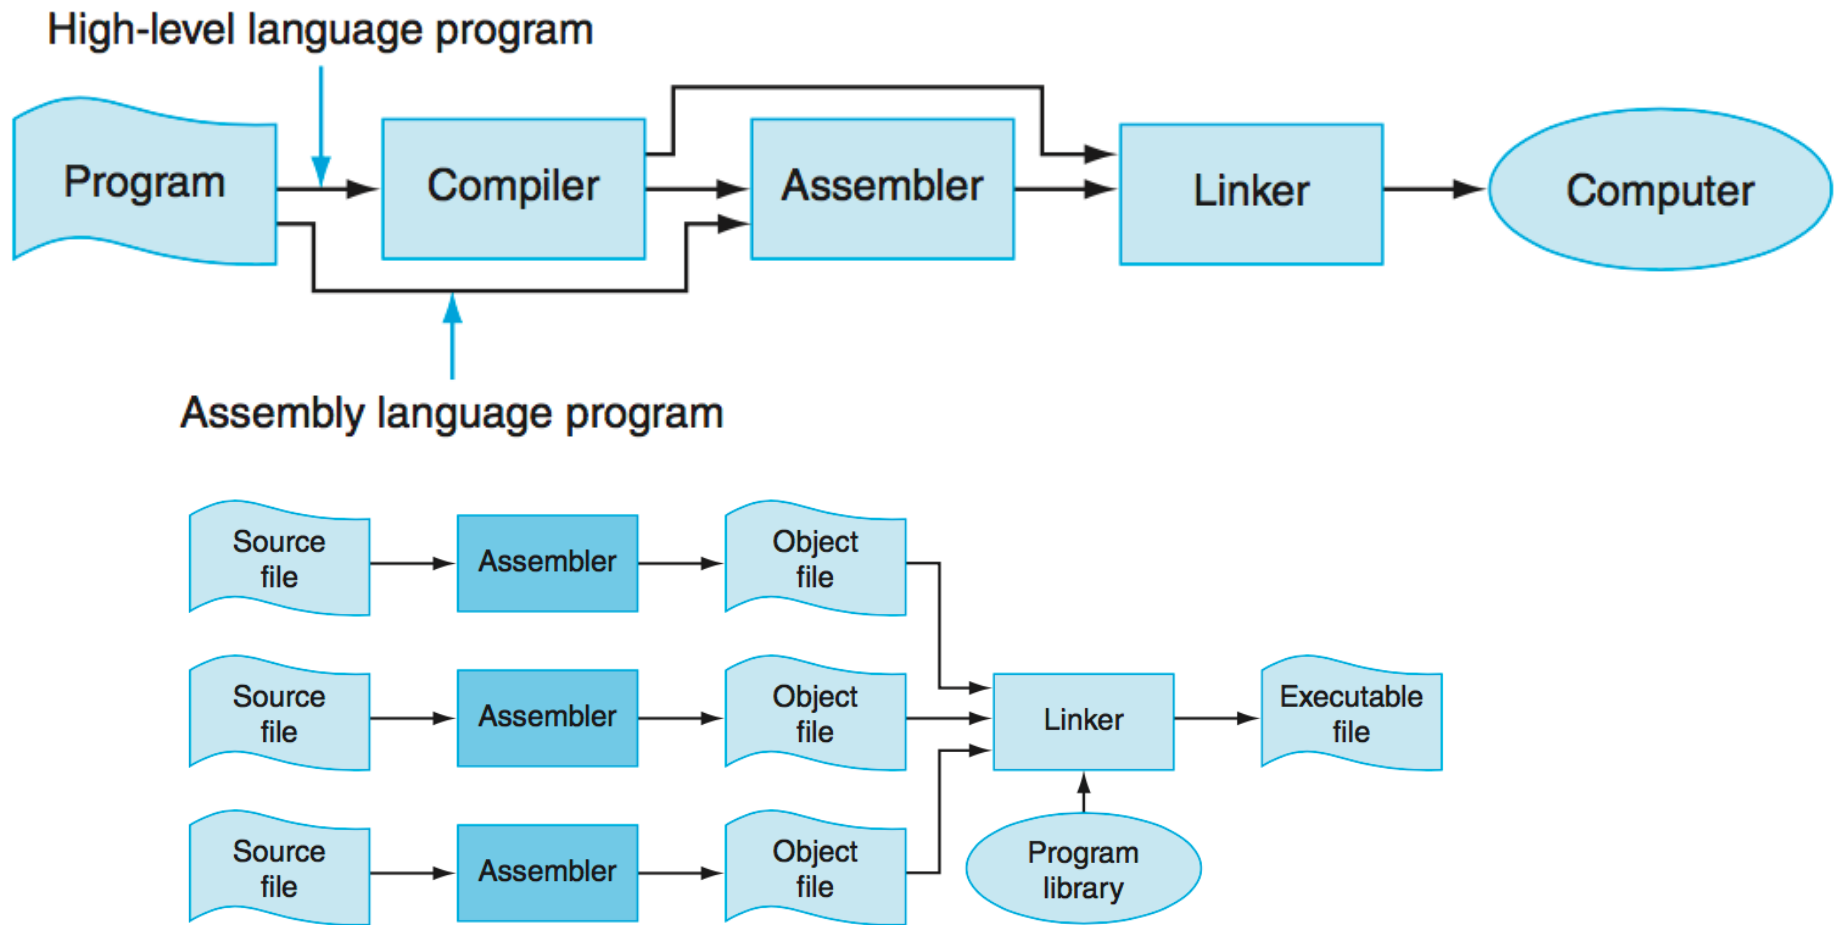 High-level language program
Program
Compiler
Assembler
Linker
Computer
Assembly language program
Source
file
Assembler
Object
file
Source
file
Assembler
Object
file
Linker
Executable
file
Source
file
Assembler
Object
file
Program
library